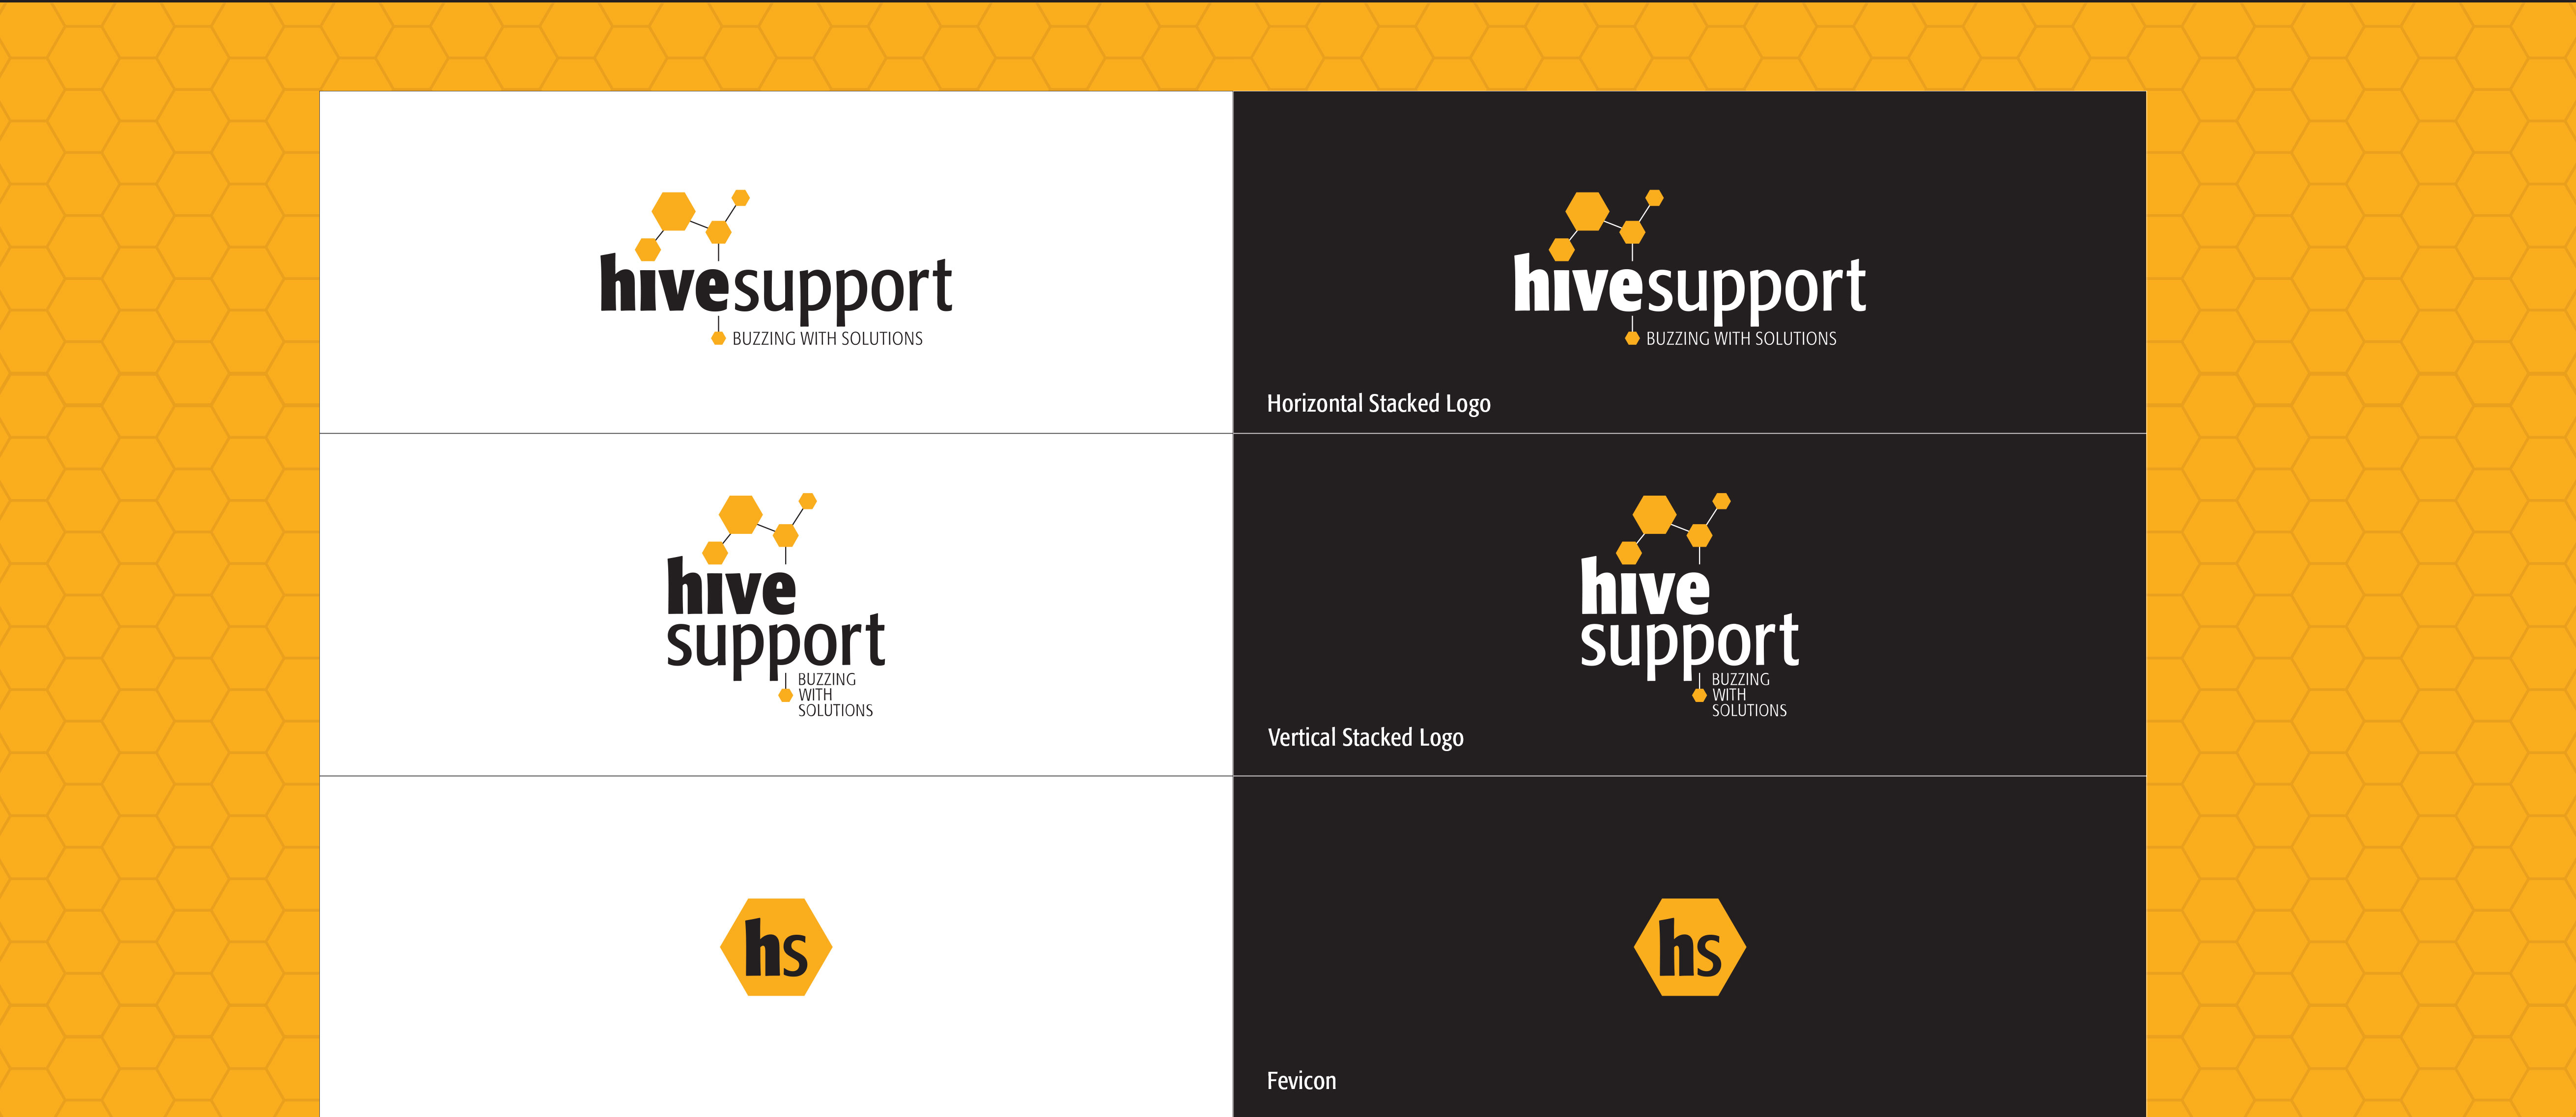 hivesupport
BUZZING WITH SOLUTIONS
hivesupport
BUZZING WITH SOLUTIONS
Horizontal Stacked Logo
hive
support
BUZZING
WITH
SOLUTIONS
hive
support
BUZZING
WITH
SOLUTIONS
Vertical Stacked Logo
hs
hs
Fevicon